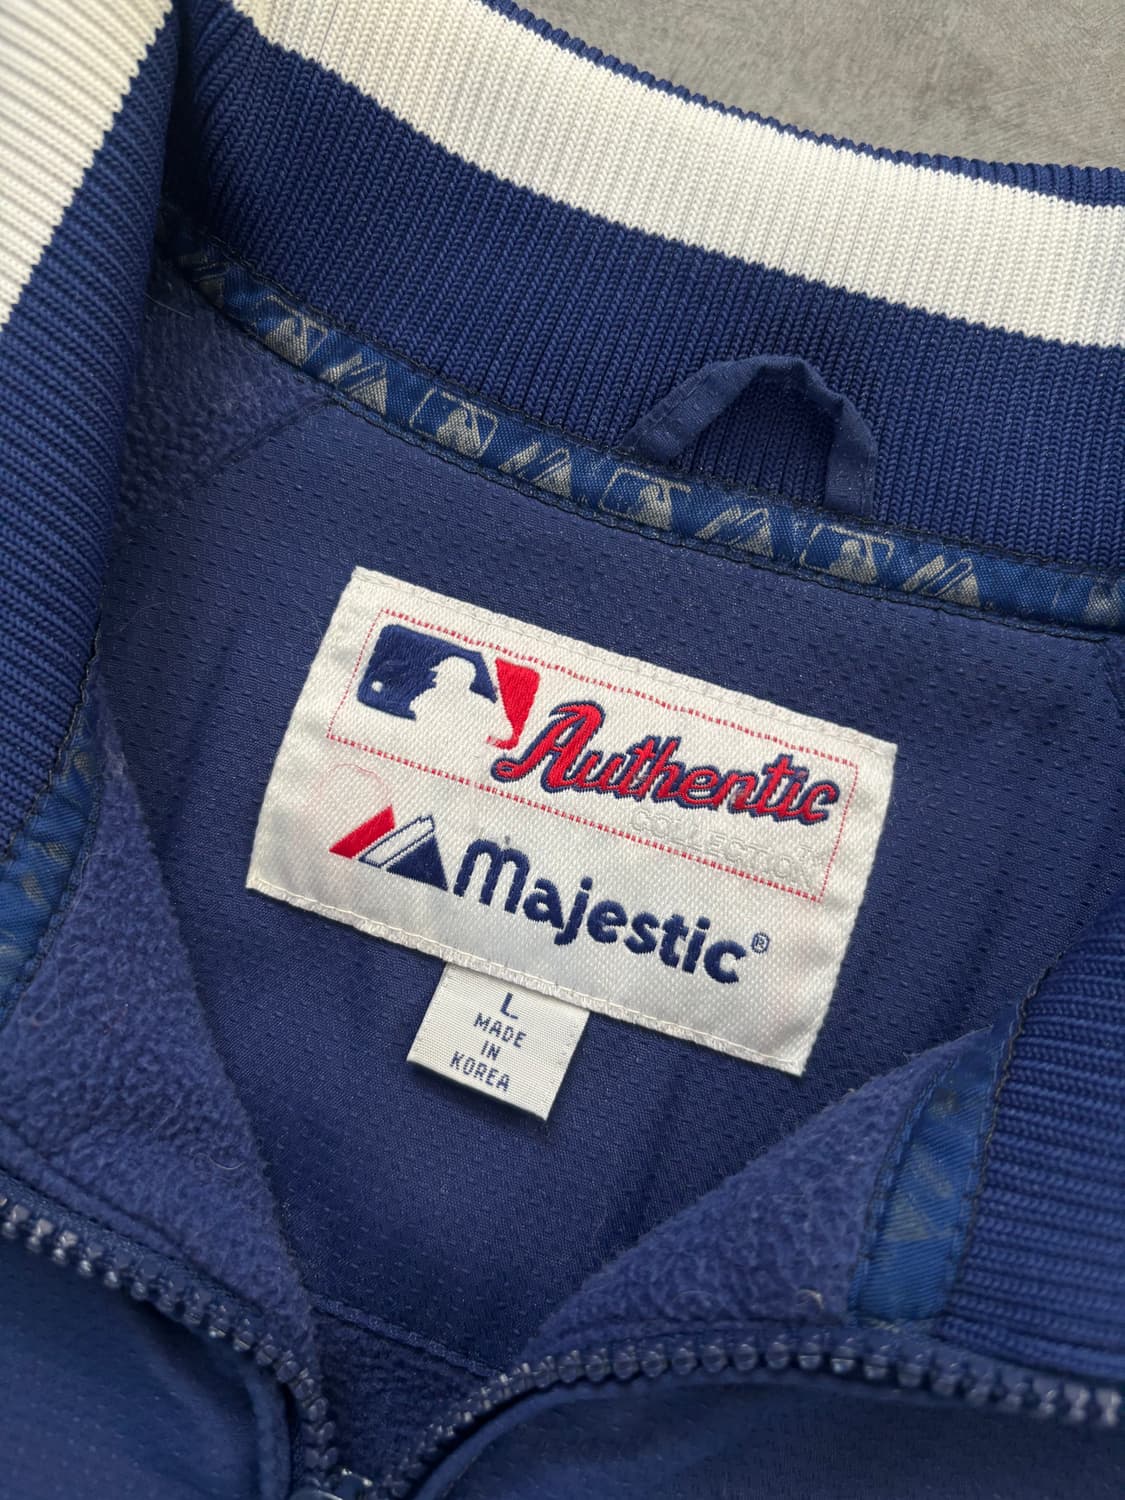 Authentic
COLLECTION
majestic®
L
MADE
IN
KOREA